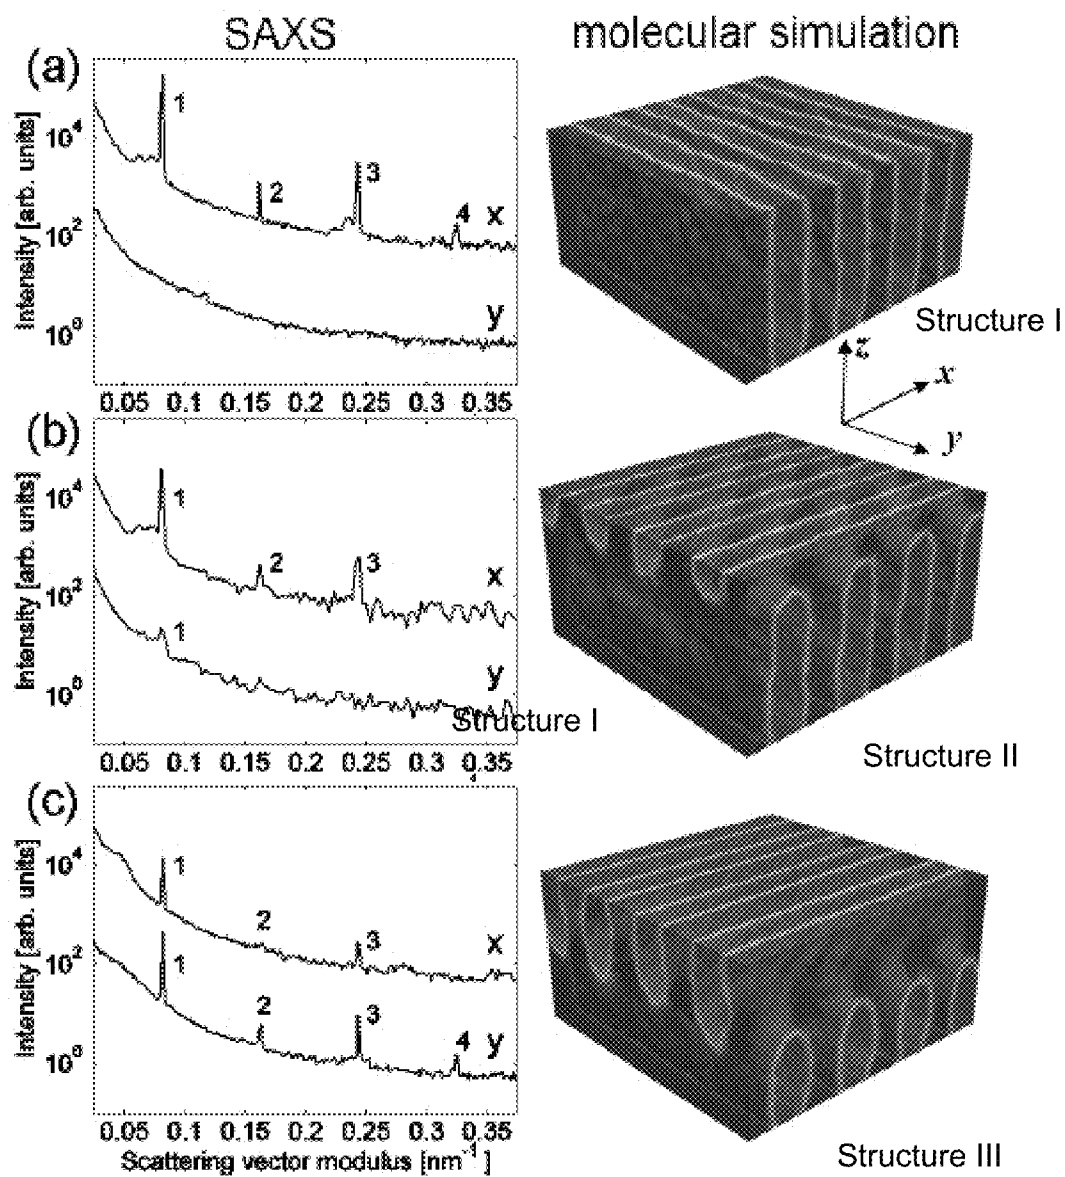 SAXS molecular simulation
(a)
Intensity [arb. units]
10^4
10^2
10^0
1
2
3
4 x
y
0.05 0.1 0.15 0.2 0.25 0.3 0.35
Structure I
z
x
y
(b)
Intensity [arb. units]
10^4
10^2
10^0
1
2
3
x
1
y
Structure I
0.05 0.1 0.15 0.2 0.25 0.3 0.35
4
Structure II
(c)
Intensity [arb. units]
10^4
10^2
10^0
1
2
3
x
1
2
3
4 y
0.05 0.1 0.15 0.2 0.25 0.3 0.35
Scattering vector modulus [nm^-1]
Structure III